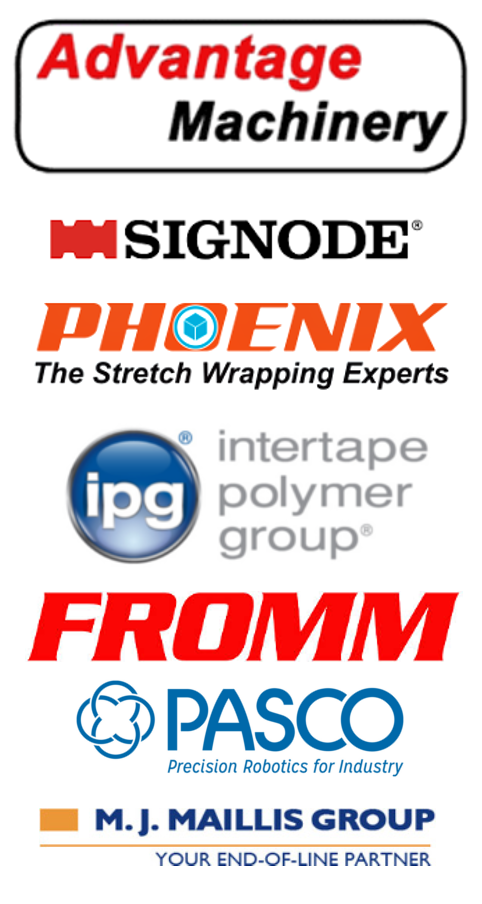 Advantage
Machinery
SIGNODE®
PHOENIX
The Stretch Wrapping Experts
ipg® intertape
polymer
group®
FROMM
PASCO
Precision Robotics for Industry
M. J. MAILLIS GROUP
YOUR END-OF-LINE PARTNER